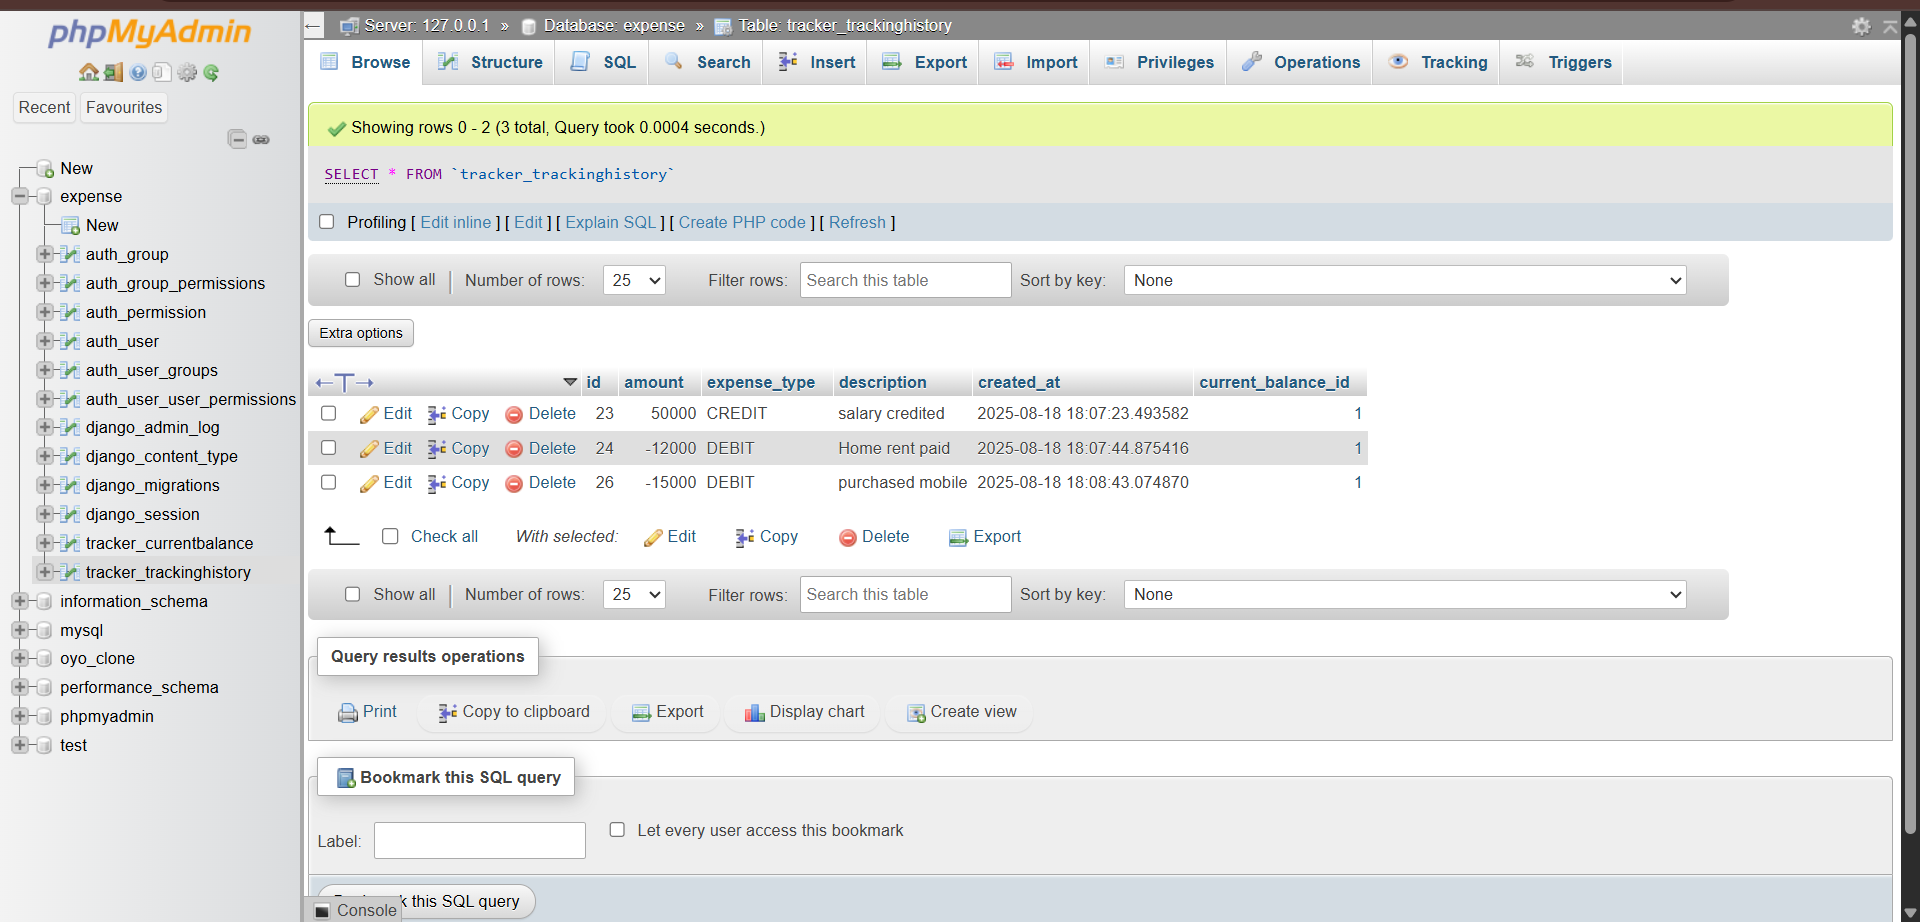 phpMyAdmin
Recent Favourites
New
expense
New
auth_group
auth_group_permissions
auth_permission
auth_user
auth_user_groups
auth_user_user_permissions
django_admin_log
django_content_type
django_migrations
django_session
tracker_currentbalance
tracker_trackinghistory
information_schema
mysql
oyo_clone
performance_schema
phpmyadmin
test
Server: 127.0.0.1 » Database: expense » Table: tracker_trackinghistory
Browse Structure SQL Search Insert Export Import Privileges Operations Tracking Triggers
Showing rows 0 - 2 (3 total, Query took 0.0004 seconds.)
SELECT * FROM `tracker_trackinghistory`
Profiling [ Edit inline ] [ Edit ] [ Explain SQL ] [ Create PHP code ] [ Refresh ]
Show all Number of rows: 25 Filter rows: Search this table Sort by key: None
Extra options
←T→ id amount expense_type description created_at current_balance_id
Edit Copy Delete 23 50000 CREDIT salary credited 2025-08-18 18:07:23.493582 1
Edit Copy Delete 24 -12000 DEBIT Home rent paid 2025-08-18 18:07:44.875416 1
Edit Copy Delete 26 -15000 DEBIT purchased mobile 2025-08-18 18:08:43.074870 1
Check all With selected: Edit Copy Delete Export
Show all Number of rows: 25 Filter rows: Search this table Sort by key: None
Query results operations
Print Copy to clipboard Export Display chart Create view
Bookmark this SQL query
Label: Let every user access this bookmark
this SQL query
Console